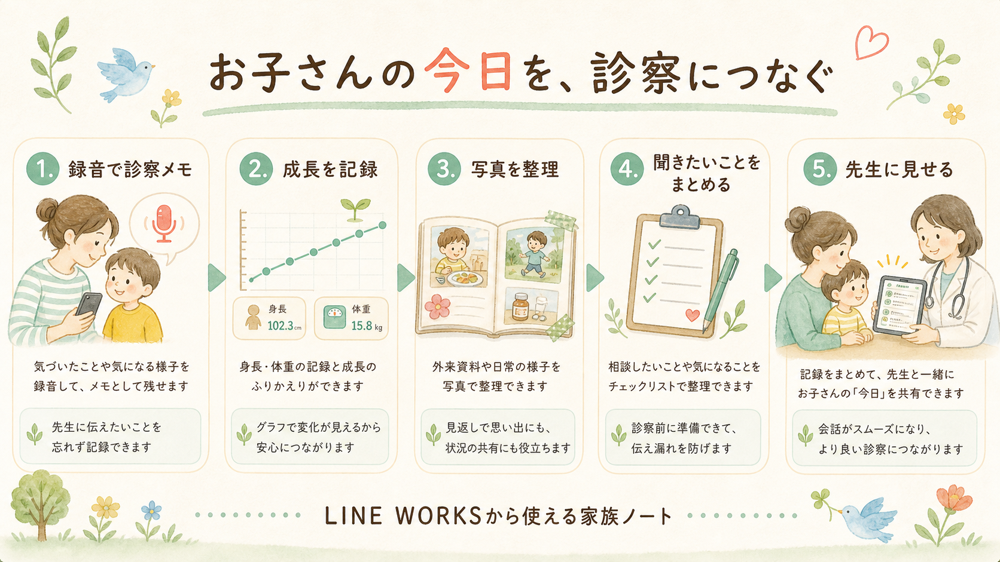 お子さんの今日を、診察につなぐ
1. 録音で診察メモ
気づいたことや気になる様子を
録音して、メモとして残せます
先生に伝えたいことを
忘れず記録できます
2. 成長を記録
身長
102.3cm
体重
15.8 kg
身長・体重の記録と成長の
ふりかえりができます
グラフで変化が見えるから
安心につながります
3. 写真を整理
外来資料や日常の様子を
写真で整理できます
見返しで思い出にも、
状況の共有にも役立ちます
4. 聞きたいことを
まとめる
相談したいことや気になることを
チェックリストで整理できます
診察前に準備できて、
伝え漏れを防げます
5. 先生に見せる
記録をまとめて、先生と一緒に
お子さんの「今日」を共有できます
会話がスムーズになり、
より良い診察につながります
LINE WORKSから使える家族ノート